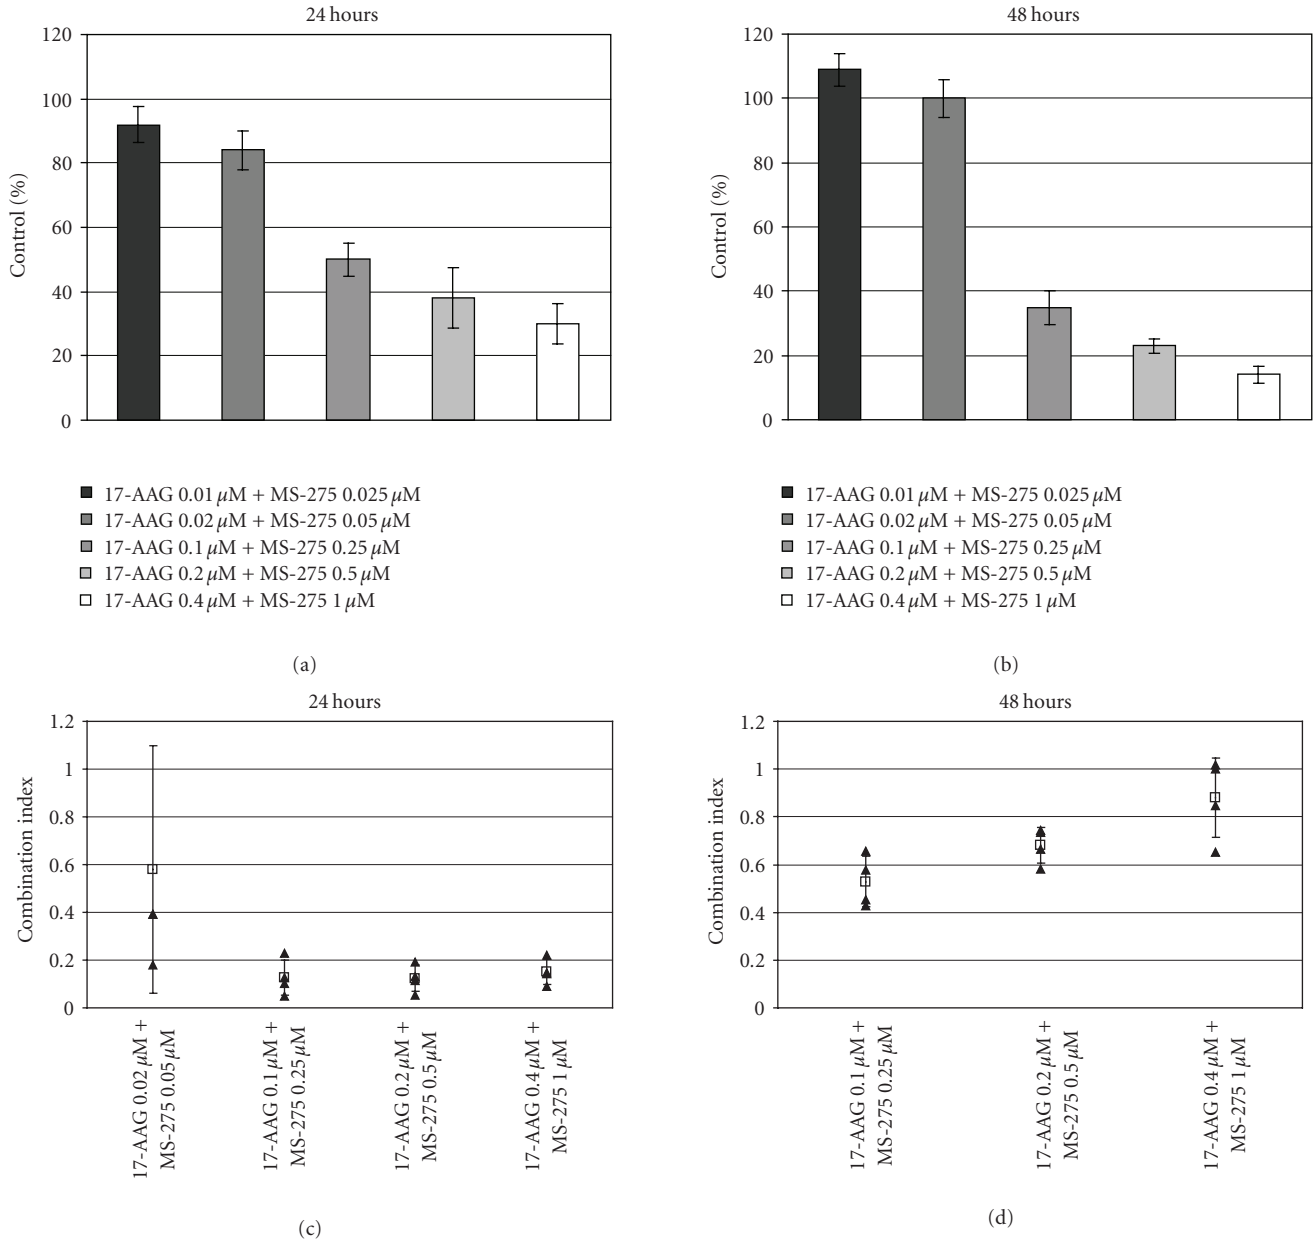 24 hours
Control (%)
120
100
80
60
40
20
0
17-AAG 0.01 μM + MS-275 0.025 μM
17-AAG 0.02 μM + MS-275 0.05 μM
17-AAG 0.1 μM + MS-275 0.25 μM
17-AAG 0.2 μM + MS-275 0.5 μM
17-AAG 0.4 μM + MS-275 1 μM
(a)
48 hours
Control (%)
120
100
80
60
40
20
0
17-AAG 0.01 μM + MS-275 0.025 μM
17-AAG 0.02 μM + MS-275 0.05 μM
17-AAG 0.1 μM + MS-275 0.25 μM
17-AAG 0.2 μM + MS-275 0.5 μM
17-AAG 0.4 μM + MS-275 1 μM
(b)
24 hours
Combination index
1.2
1
0.8
0.6
0.4
0.2
0
17-AAG 0.02 μM +
MS-275 0.05 μM
17-AAG 0.1 μM +
MS-275 0.25 μM
17-AAG 0.2 μM +
MS-275 0.5 μM
17-AAG 0.4 μM +
MS-275 1 μM
(c)
48 hours
Combination index
1.2
1
0.8
0.6
0.4
0.2
0
17-AAG 0.1 μM +
MS-275 0.25 μM
17-AAG 0.2 μM +
MS-275 0.5 μM
17-AAG 0.4 μM +
MS-275 1 μM
(d)